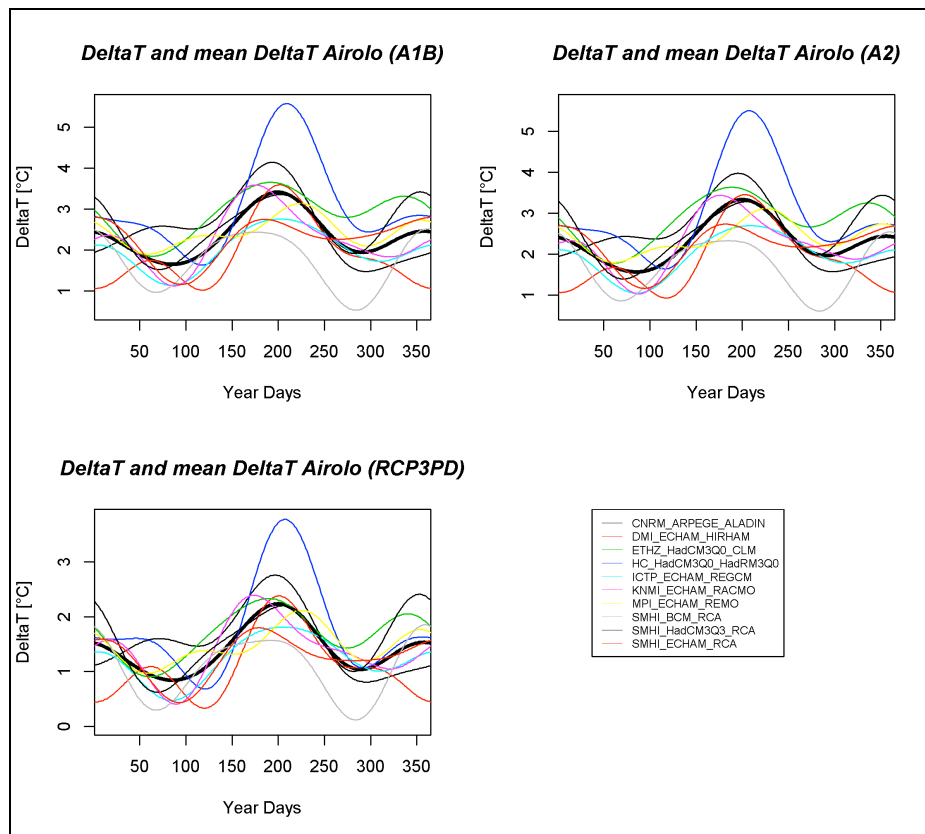 DeltaT and mean DeltaT Airolo (A1B)
DeltaT [°C]
5
4
3
2
1
50 100 150 200 250 300 350
Year Days
DeltaT and mean DeltaT Airolo (A2)
DeltaT [°C]
5
4
3
2
1
50 100 150 200 250 300 350
Year Days
DeltaT and mean DeltaT Airolo (RCP3PD)
DeltaT [°C]
3
2
1
0
50 100 150 200 250 300 350
Year Days
CNRM_ARPEGE_ALADIN
DMI_ECHAM_HIRHAM
ETHZ_HadCM3Q0_CLM
HC_HadCM3Q0_HadRM3Q0
ICTP_ECHAM_REGCM
KNMI_ECHAM_RACMO
MPI_ECHAM_REMO
SMHI_BCM_RCA
SMHI_HadCM3Q3_RCA
SMHI_ECHAM_RCA